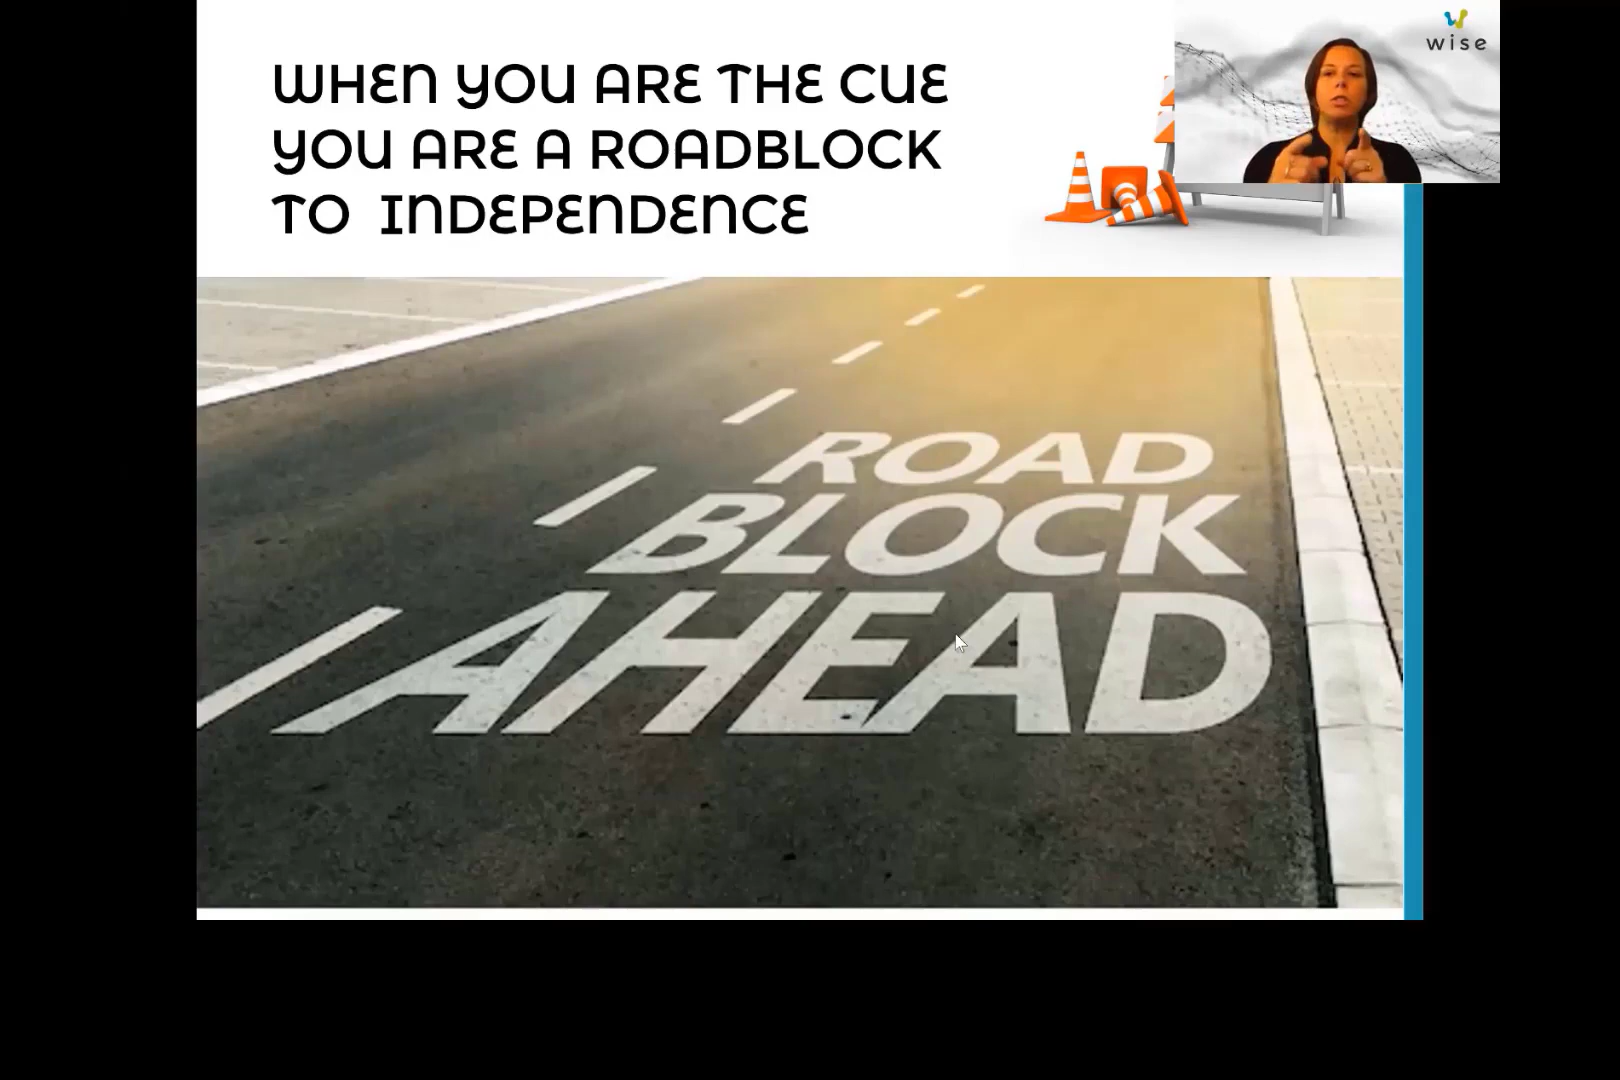 WHEN YOU ARE THE CUE
YOU ARE A ROADBLOCK
TO INDEPENDENCE
wise
ROAD
BLOCK
AHEAD